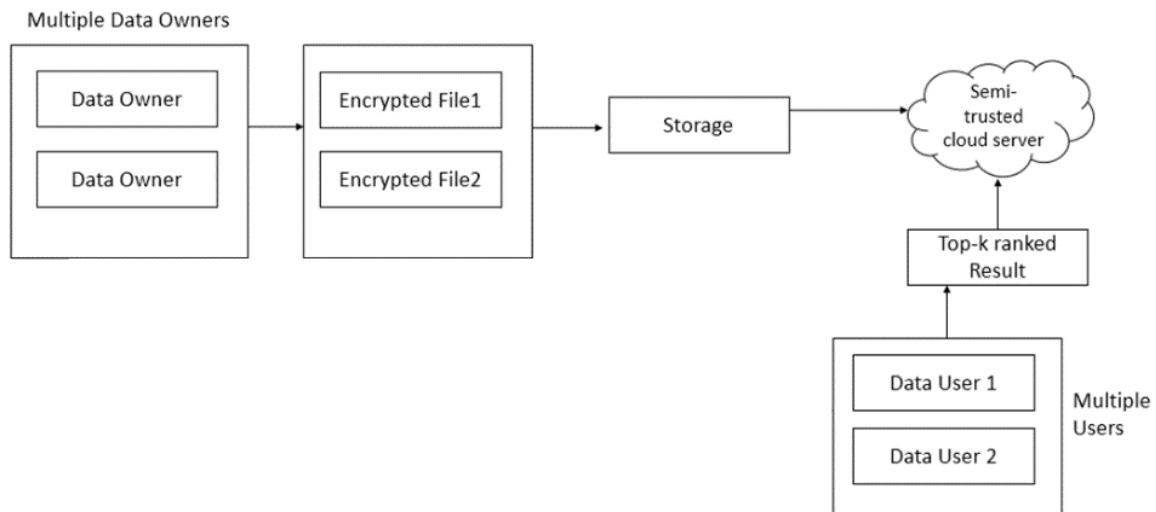 Multiple Data Owners
Data Owner
Data Owner
Encrypted File1
Encrypted File2
Storage
Semi-
trusted
cloud server
Top-k ranked
Result
Data User 1
Data User 2
Multiple
Users